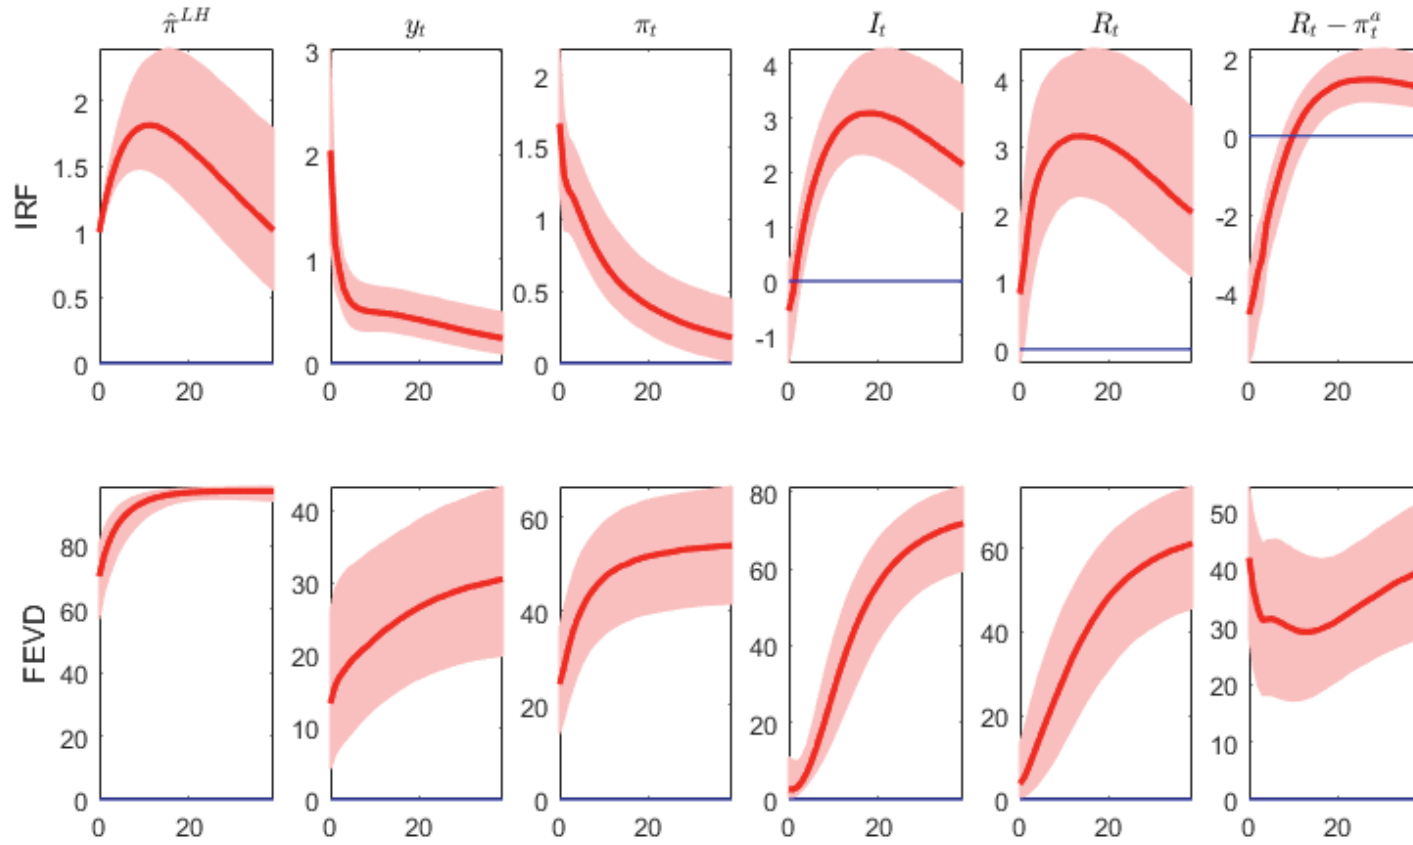 π̂^{LH} y_t π_t I_t R_t R_t − π_t^a
IRF
2 1.5 1 0.5 0
3 2 1 0
2 1.5 1 0.5 0
4 3 2 1 0 -1
4 3 2 1 0
2 0 -2 -4
0 20 0 20 0 20 0 20 0 20 0 20
FEVD
80 60 40 20 0
40 30 20 10 0
60 40 20 0
80 60 40 20 0
60 40 20 0
50 40 30 20 10 0
0 20 0 20 0 20 0 20 0 20 0 20